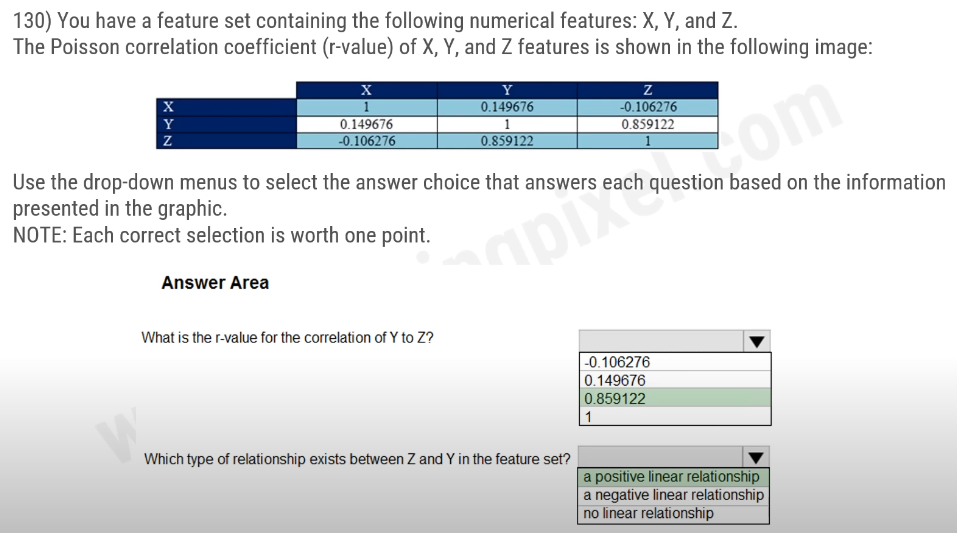 130) You have a feature set containing the following numerical features: X, Y, and Z.
The Poisson correlation coefficient (r-value) of X, Y, and Z features is shown in the following image:
X Y Z
X 1 0.149676 -0.106276
Y 0.149676 1 0.859122
Z -0.106276 0.859122 1
Use the drop-down menus to select the answer choice that answers each question based on the information
presented in the graphic.
NOTE: Each correct selection is worth one point.
Answer Area
What is the r-value for the correlation of Y to Z?
-0.106276
0.149676
0.859122
1
Which type of relationship exists between Z and Y in the feature set?
a positive linear relationship
a negative linear relationship
no linear relationship